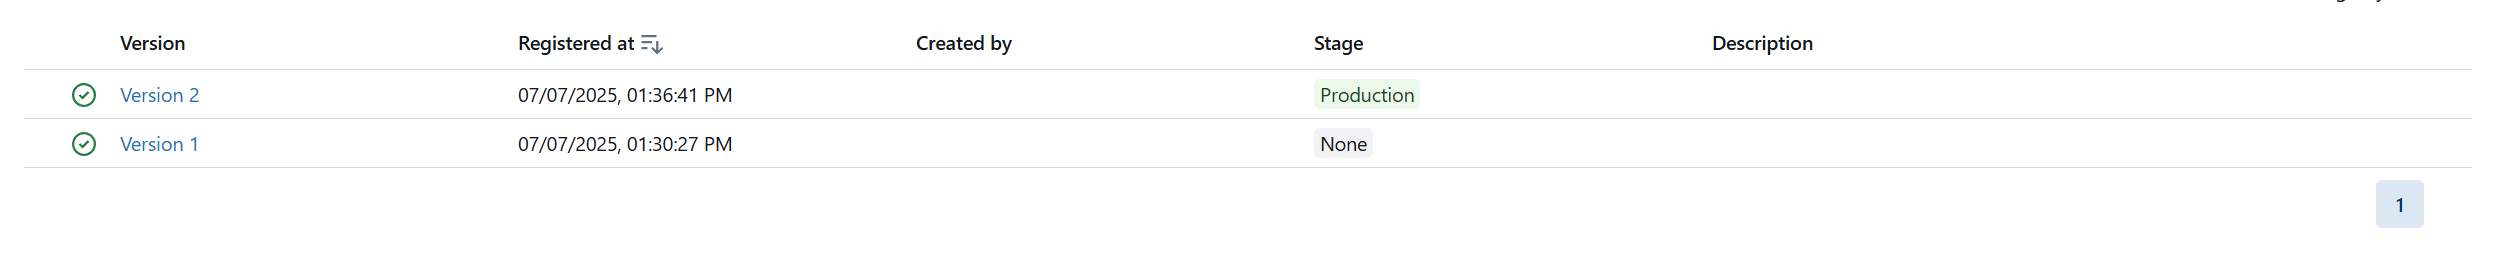 Version Registered at Created by Stage Description
Version 2 07/07/2025, 01:36:41 PM Production
Version 1 07/07/2025, 01:30:27 PM None
1